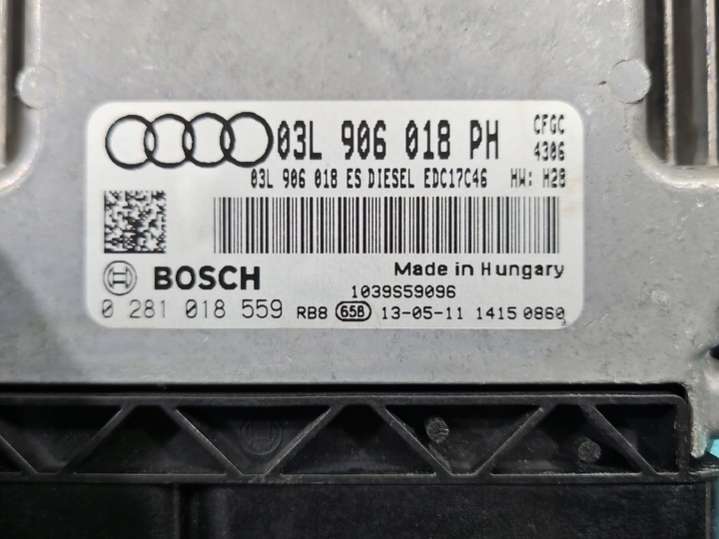 03L 906 018 PH CFGC
4306
03L 906 018 ES DIESEL EDC17C46 HW: H28
BOSCH Made in Hungary
1039S59096
0 281 018 559 RB8 658 13-05-11 1415 0860